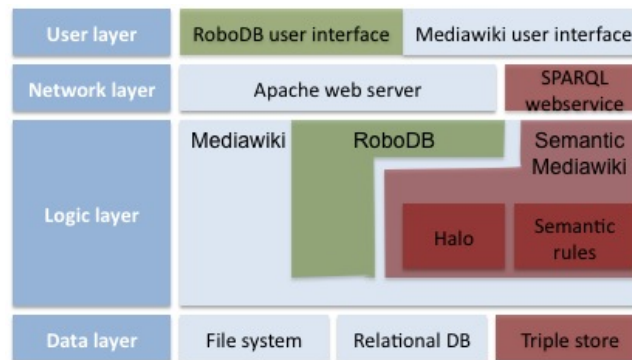 User layer
RoboDB user interface
Mediawiki user interface
Network layer
Apache web server
SPARQL
webservice
Logic layer
Mediawiki
RoboDB
Semantic
Mediawiki
Halo
Semantic
rules
Data layer
File system
Relational DB
Triple store